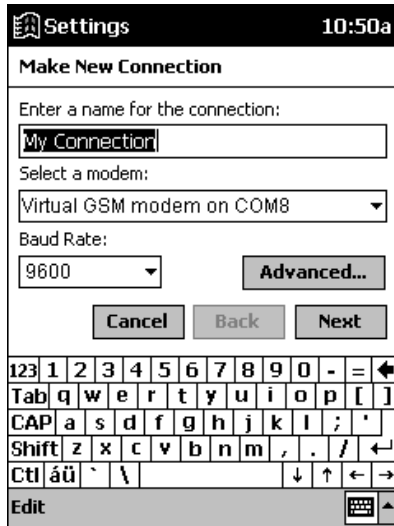 Settings 10:50a
Make New Connection
Enter a name for the connection:
My Connection
Select a modem:
Virtual GSM modem on COM8
Baud Rate:
9600 Advanced...
Cancel Back Next
123 1 2 3 4 5 6 7 8 9 0 - = 
Tab q w e r t y u i o p [ ]
CAP a s d f g h j k l ; '
Shift z x c v b n m , . /
Ctl áü ` \
Edit